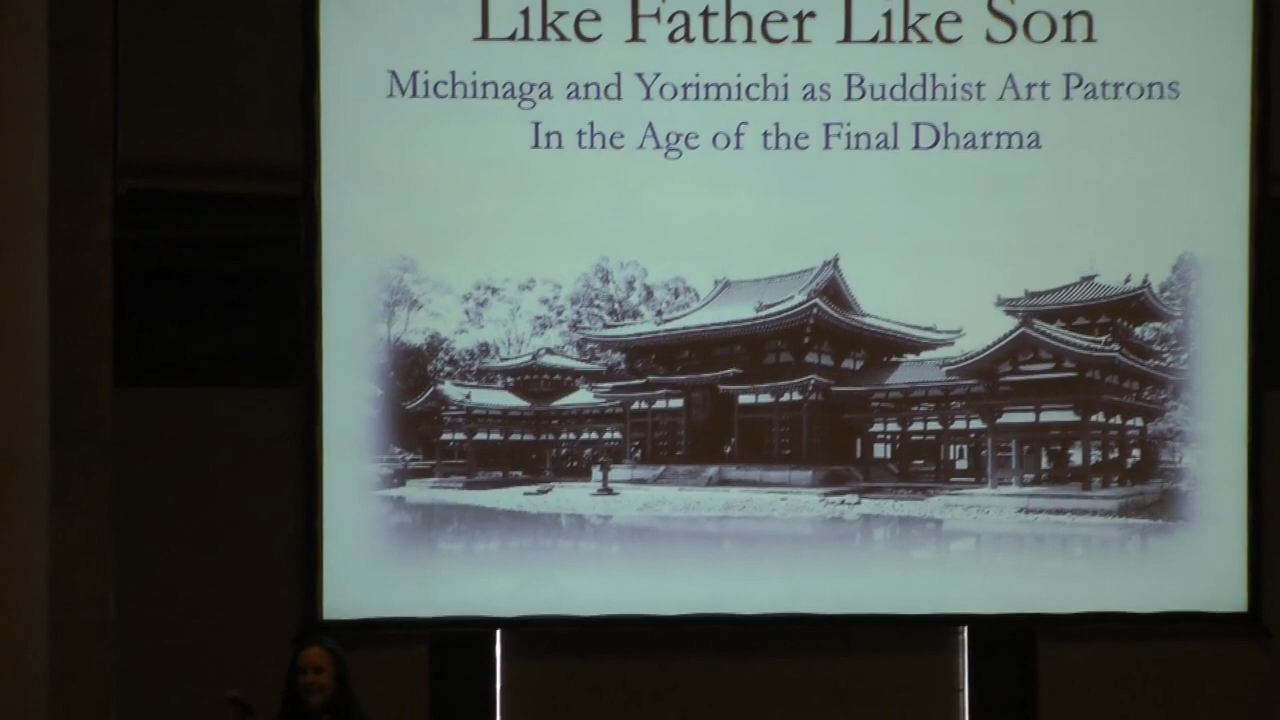 Like Father Like Son
Michinaga and Yorimichi as Buddhist Art Patrons
In the Age of the Final Dharma